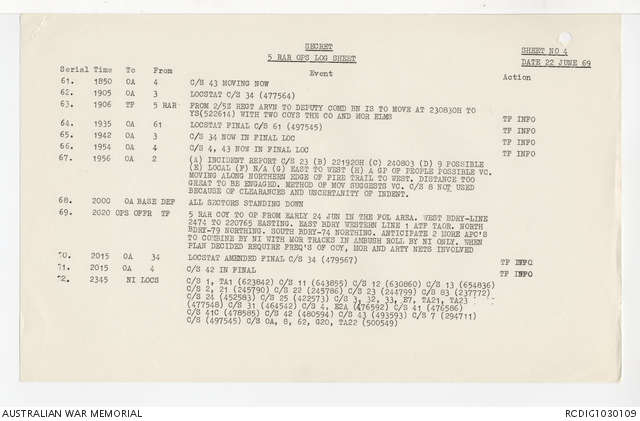 SECRET
5 RAR OPS LOG SHEET
SHEET NO 4
DATE 22 JUNE 69
Serial Time To From Event Action
61. 1850 OA 4 C/S 43 MOVING NOW
62. 1905 OA 3 LOCSTAT C/S 34 (477564)
63. 1906 TF 5 RAR FROM 2/52 REGT ARVN TO DEPUTY COMD BN IS TO MOVE AT 230830H TO
YS(522614) WITH TWO COYS THE CO AND MOR ELMS TF INFO
64. 1935 OA 61 LOCSTAT FINAL C/S 61 (497545) TF INFO
65. 1942 OA 3 C/S 34 NOW IN FINAL LOC TF INFO
66. 1954 OA 4 C/S 4, 43 NOW IN FINAL LOC TF INFO
67. 1956 OA 2 (A) INCIDENT REPORT C/S 23 (B) 221920H (C) 240803 (D) 9 POSSIBLE
(E) LOCAL (F) N/A (G) EAST TO WEST (H) A GP OF PEOPLE POSSIBLE VC.
MOVING ALONG NORTHERN EDGE OF FIRE TRAIL TO WEST. DISTANCE TOO
GREAT TO BE ENGAGED. METHOD OF MOV SUGGESTS VC. C/S 8 NOT USED
BECAUSE OF CLEARANCES AND UNCERTAINTY OF INDENT.
68. 2000 OA BASE DEF ALL SECTORS STANDING DOWN
69. 2020 OPS OFFR TF 5 RAR COY TO OP FROM EARLY 24 JUN IN THE POL AREA. WEST BDRY-LINE
2474 TO 220765 EASTING. EAST BDRY WESTERN LINE 1 ATF TAOR. NORTH
BDRY-79 NORTHING. SOUTH BDRY-74 NORTHING. ANTICIPATE 2 MORE APC'S
TO COTBINE BY NI WITH MOR TRACKS IN AMBUSH ROLL BY NI ONLY. WHEN
PLAN DECIDED REQUIRE FREQ'S OF COY, MOR AND ARTY NETS INVOLVED
70. 2015 OA 34 LOCSTAT AMENDED FINAL C/S 34 (479567) TF INFO
71. 2015 OA 4 C/S 42 IN FINAL TF INFO
72. 2345 NI LOCS C/S 1, TA1 (623842) C/S 11 (643855) C/S 12 (630860) C/S 13 (654836)
C/S 2, 21 (245790) C/S 22 (245786) C/S 23 (244799) C/S 83 (237772)
C/S 24 (452583) C/S 25 (422573) C/S 3, 32, 33, E7, TA21, TA23
(477548) C/S 31 (464542) C/S 4, E2A (476592) C/S 41 (476586)
C/S 41C (478585) C/S 42 (480594) C/S 43 (493593) C/S 7 (294711)
C/S (497545) C/S OA, 8, 62, G20, TA22 (500549)
AUSTRALIAN WAR MEMORIAL
RCDIG1030109